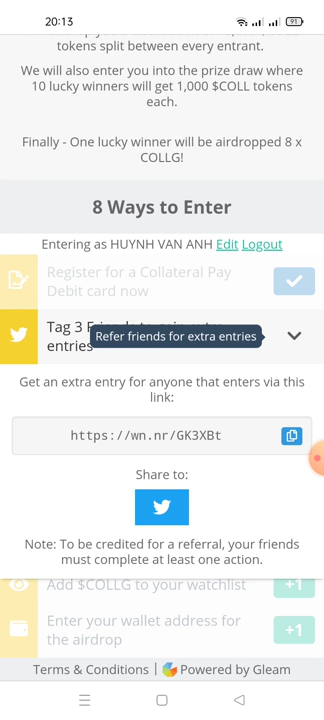 20:13
91
tokens split between every entrant.
We will also enter you into the prize draw where
10 lucky winners will get 1,000 $COLL tokens
each.
Finally - One lucky winner will be airdropped 8 x
COLLG!
8 Ways to Enter
Entering as HUYNH VAN ANH Edit Logout
Register for a Collateral Pay
Debit card now
Tag 3
entries
Refer friends for extra entries
Get an extra entry for anyone that enters via this
link:
https://wn.nr/GK3XBt
Share to:
Note: To be credited for a referral, your friends
must complete at least one action.
Add $COLLG to your watchlist
+1
Enter your wallet address for
the airdrop
+1
Terms & Conditions | Powered by Gleam